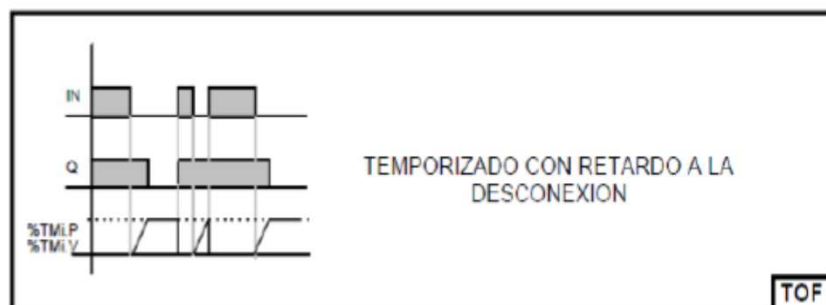 IN
Q
%TMi.P
%TMi.V
TEMPORIZADO CON RETARDO A LA
DESCONEXION
TOF